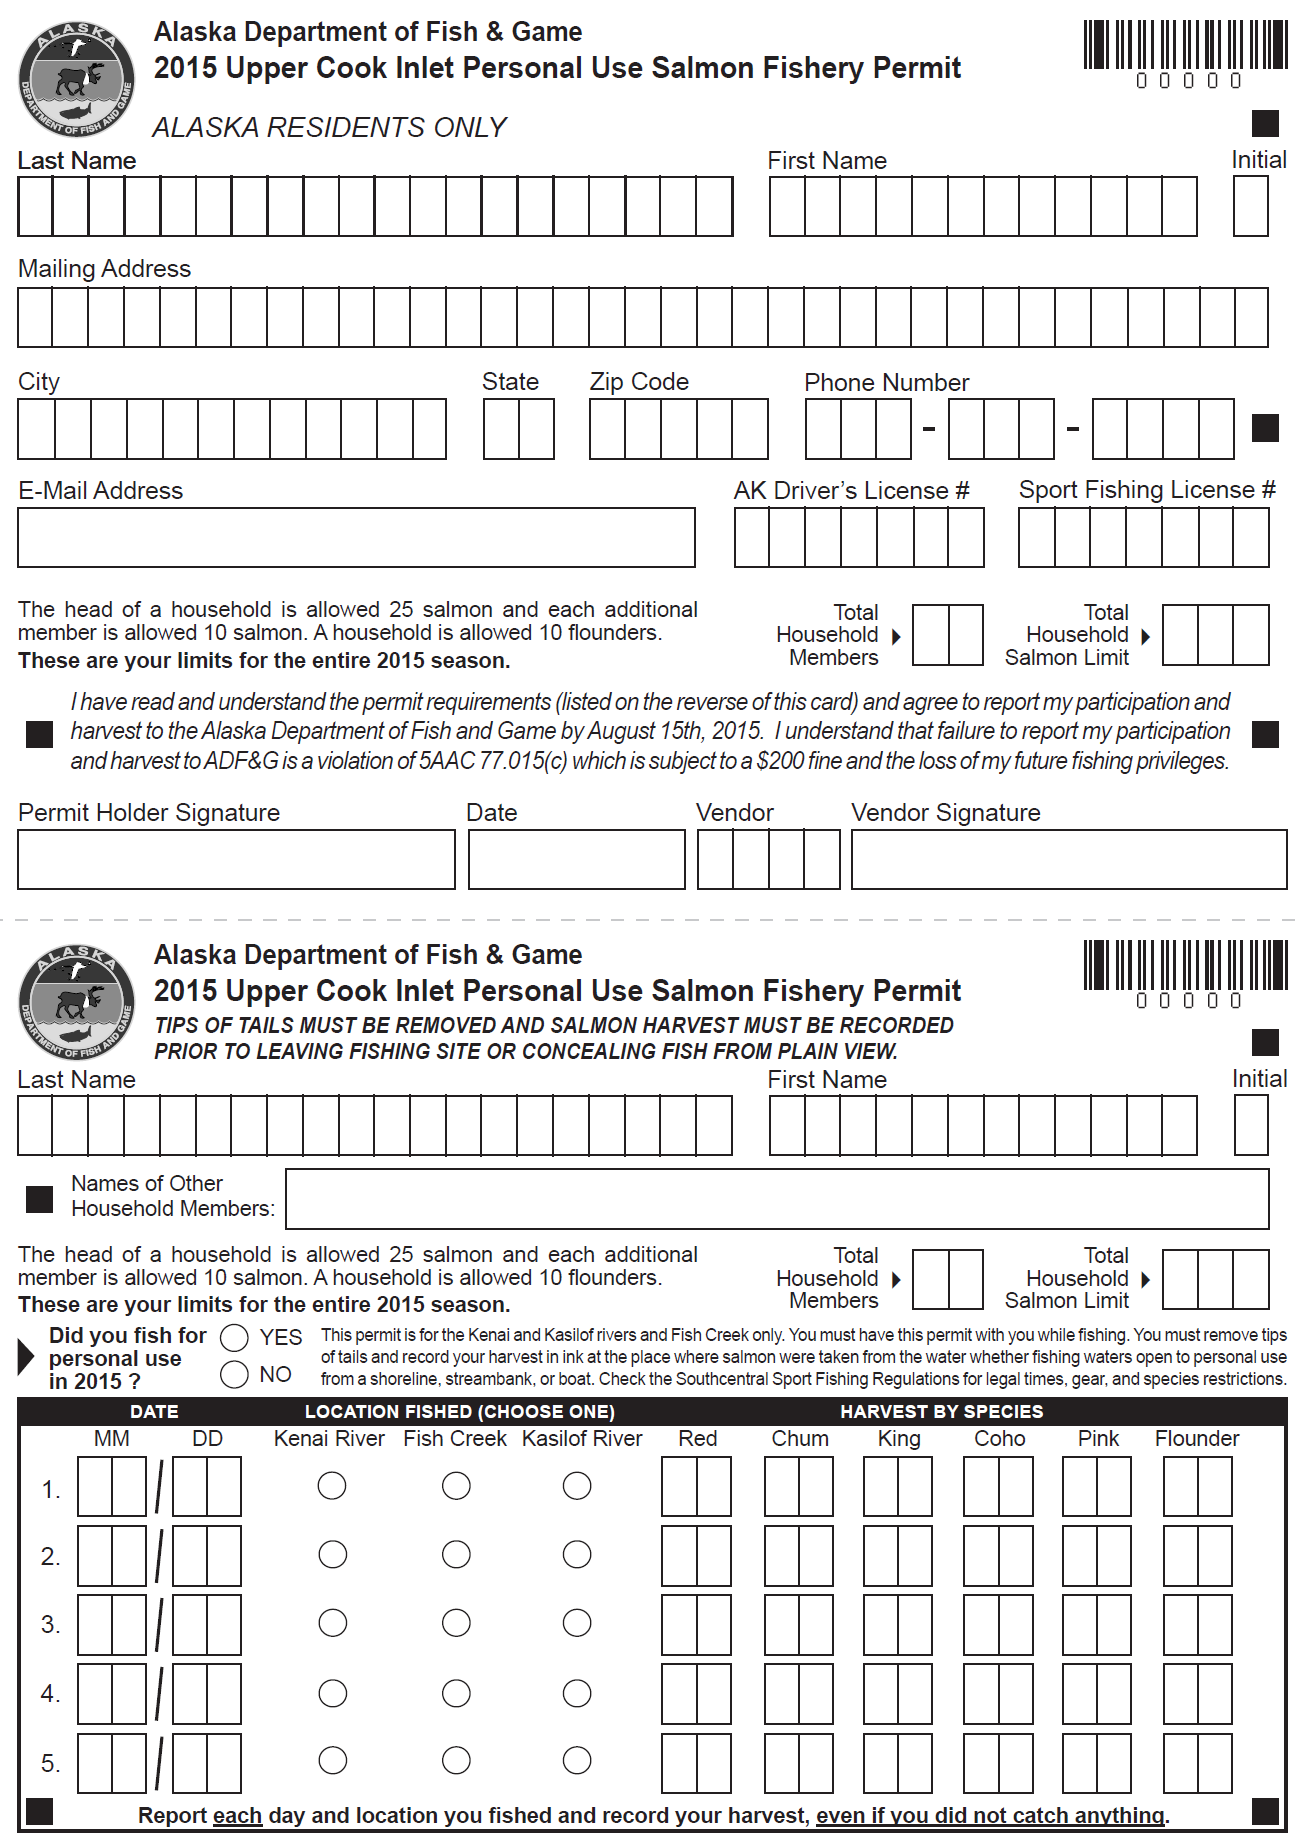 ALASKA
DEPARTMENT OF FISH AND GAME
Alaska Department of Fish & Game
2015 Upper Cook Inlet Personal Use Salmon Fishery Permit
00000
ALASKA RESIDENTS ONLY
Last Name First Name Initial
Mailing Address
City State Zip Code Phone Number
- -
E-Mail Address AK Driver's License # Sport Fishing License #
The head of a household is allowed 25 salmon and each additional
member is allowed 10 salmon. A household is allowed 10 flounders.
These are your limits for the entire 2015 season.
Total
Household
Members
Total
Household
Salmon Limit
I have read and understand the permit requirements (listed on the reverse of this card) and agree to report my participation and
harvest to the Alaska Department of Fish and Game by August 15th, 2015. I understand that failure to report my participation
and harvest to ADF&G is a violation of 5AAC 77.015(c) which is subject to a $200 fine and the loss of my future fishing privileges.
Permit Holder Signature Date Vendor Vendor Signature
ALASKA
DEPARTMENT OF FISH AND GAME
Alaska Department of Fish & Game
2015 Upper Cook Inlet Personal Use Salmon Fishery Permit
00000
TIPS OF TAILS MUST BE REMOVED AND SALMON HARVEST MUST BE RECORDED
PRIOR TO LEAVING FISHING SITE OR CONCEALING FISH FROM PLAIN VIEW.
Last Name First Name Initial
Names of Other
Household Members:
The head of a household is allowed 25 salmon and each additional
member is allowed 10 salmon. A household is allowed 10 flounders.
These are your limits for the entire 2015 season.
Total
Household
Members
Total
Household
Salmon Limit
Did you fish for
personal use
in 2015 ?
YES
NO
This permit is for the Kenai and Kasilof rivers and Fish Creek only. You must have this permit with you while fishing. You must remove tips
of tails and record your harvest in ink at the place where salmon were taken from the water whether fishing waters open to personal use
from a shoreline, streambank, or boat. Check the Southcentral Sport Fishing Regulations for legal times, gear, and species restrictions.
DATE LOCATION FISHED (CHOOSE ONE) HARVEST BY SPECIES
MM DD Kenai River Fish Creek Kasilof River Red Chum King Coho Pink Flounder
1. /
2. /
3. /
4. /
5. /
Report each day and location you fished and record your harvest, even if you did not catch anything.